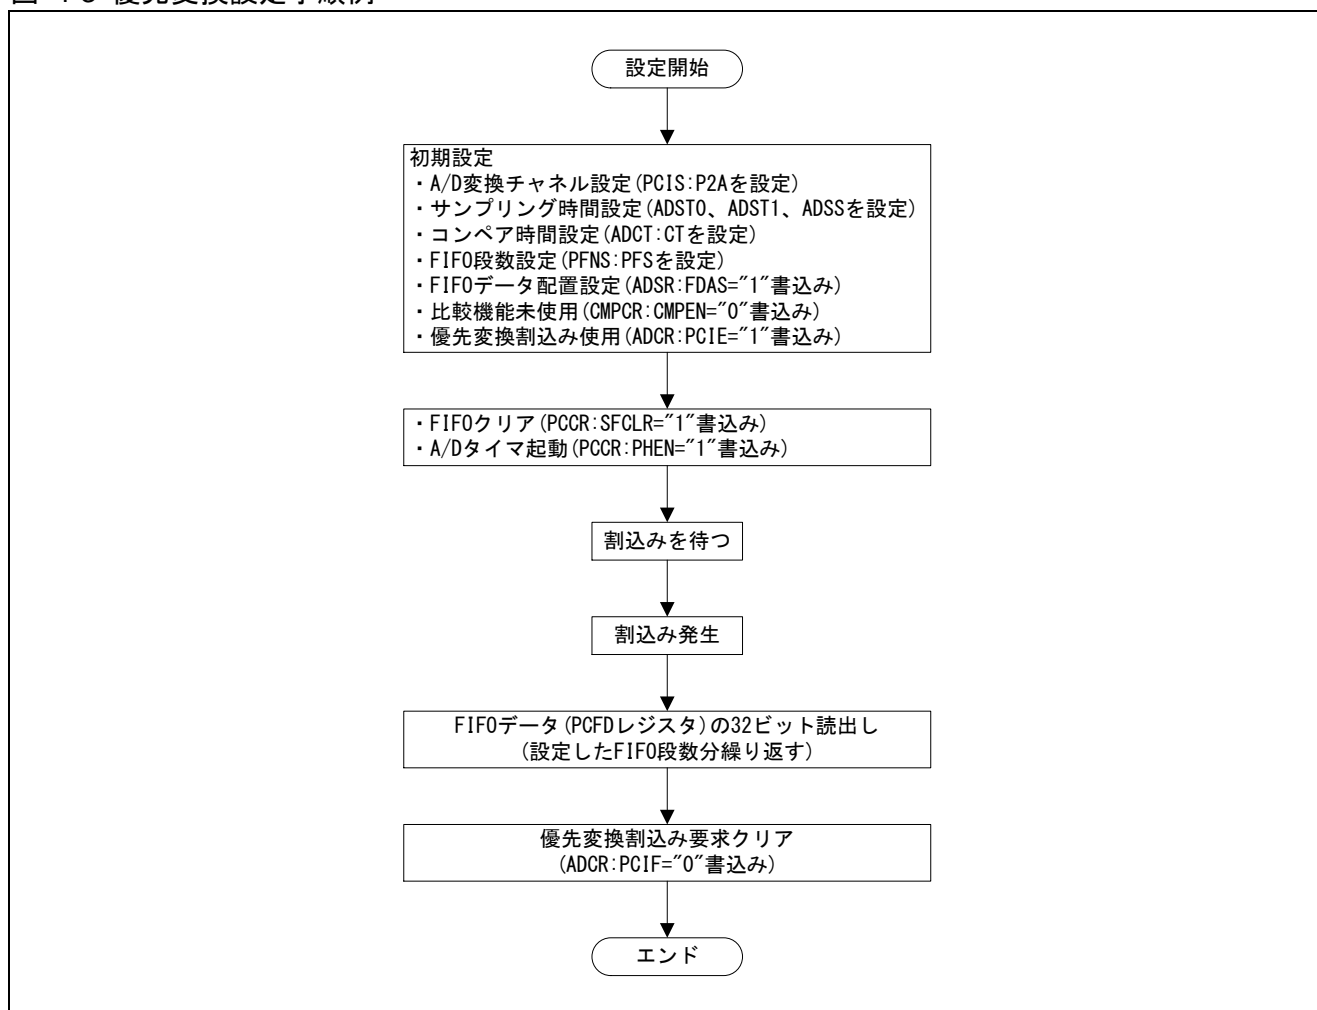 設定開始
初期設定
・A/D変換チャネル設定(PCIS:P2Aを設定)
・サンプリング時間設定(ADST0、ADST1、ADSSを設定)
・コンペア時間設定(ADCT:CTを設定)
・FIFO段数設定(PFNS:PFSを設定)
・FIFOデータ配置設定(ADSR:FDAS="1"書込み)
・比較機能未使用(CMPCR:CMPEN="0"書込み)
・優先変換割込み使用(ADCR:PCIE="1"書込み)
・FIFOクリア(PCCR:SFCLR="1"書込み)
・A/Dタイマ起動(PCCR:PHEN="1"書込み)
割込みを待つ
割込み発生
FIFOデータ(PCFDレジスタ)の32ビット読出し
(設定したFIFO段数分繰り返す)
優先変換割込み要求クリア
(ADCR:PCIF="0"書込み)
エンド